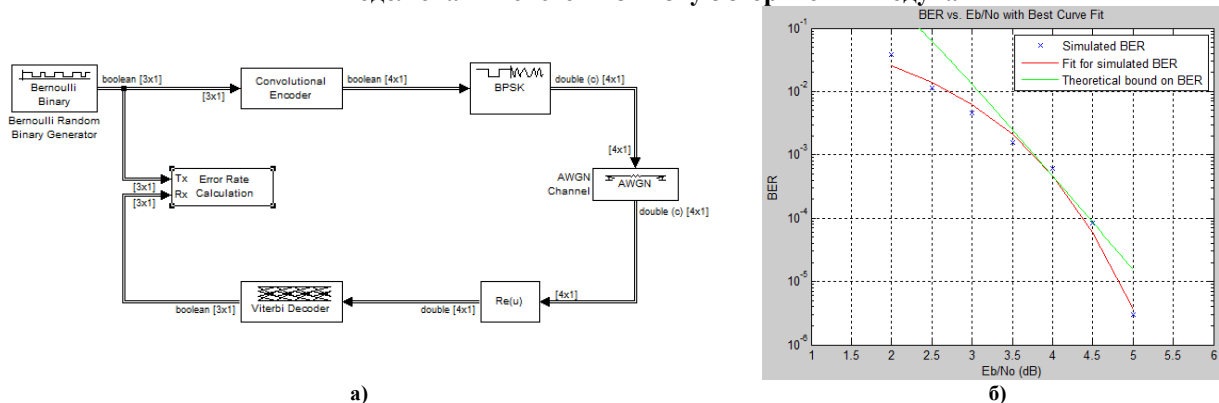 Bernoulli
Binary
Bernoulli Random
Binary Generator
boolean [3x1]
[3x1]
Convolutional
Encoder
boolean [4x1]
BPSK
double (c) [4x1]
[4x1]
AWGN
Channel
AWGN
double (c) [4x1]
[4x1]
Re(u)
double [4x1]
Viterbi Decoder
boolean [3x1]
[3x1]
[3x1]
Tx
Rx
Error Rate
Calculation
а)
BER vs. Eb/No with Best Curve Fit
Simulated BER
Fit for simulated BER
Theoretical bound on BER
BER
10-1
10-2
10-3
10-4
10-5
10-6
1 1.5 2 2.5 3 3.5 4 4.5 5 5.5 6
Eb/No (dB)
б)